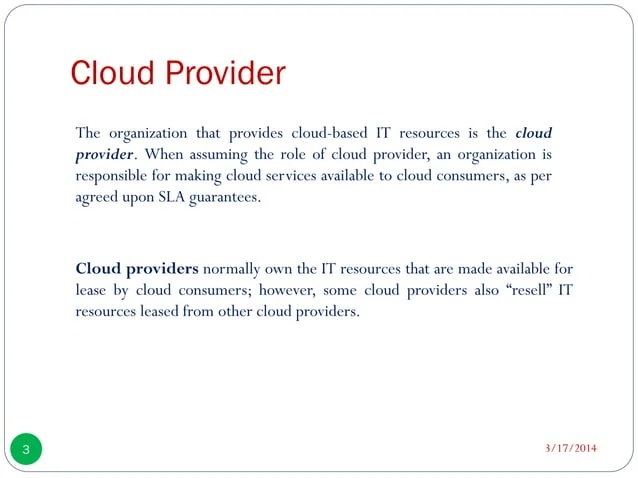 Cloud Provider
The organization that provides cloud-based IT resources is the cloud
provider. When assuming the role of cloud provider, an organization is
responsible for making cloud services available to cloud consumers, as per
agreed upon SLA guarantees.
Cloud providers normally own the IT resources that are made available for
lease by cloud consumers; however, some cloud providers also “resell” IT
resources leased from other cloud providers.
3
3/17/2014